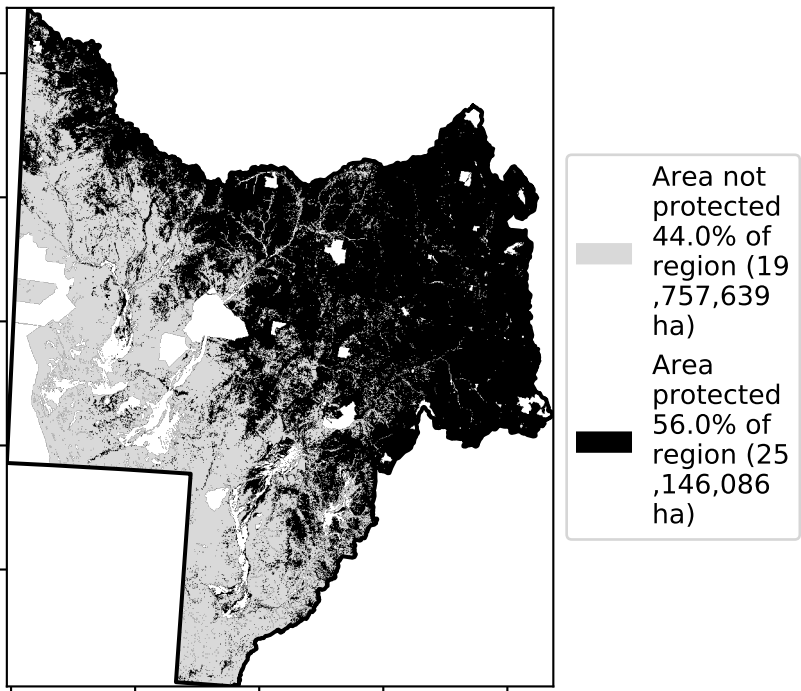 Area not
protected
44.0% of
region (19
,757,639
ha)
Area
protected
56.0% of
region (25
,146,086
ha)